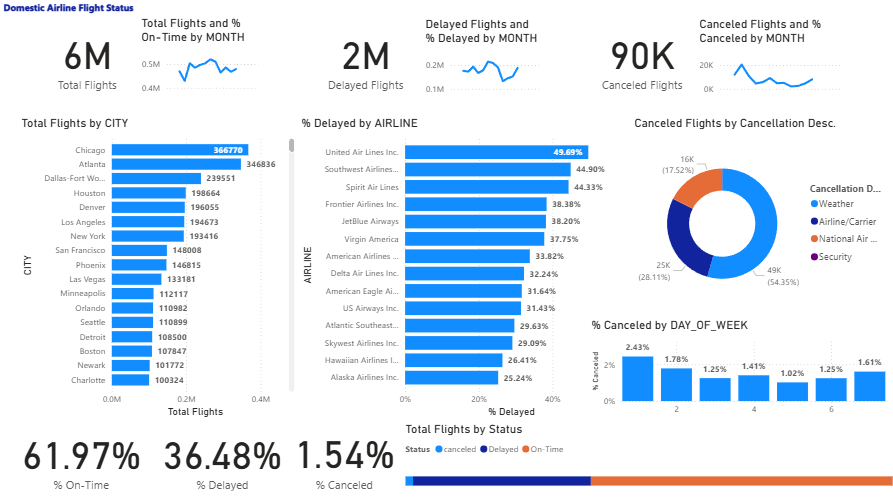 Domestic Airline Flight Status
Total Flights and %
On-Time by MONTH
6M
Total Flights
0.5M
0.4M
Delayed Flights and
% Delayed by MONTH
2M
Delayed Flights
0.2M
0.1M
Canceled Flights and %
Canceled by MONTH
90K
Canceled Flights
20K
0K
Total Flights by CITY
CITY
Chicago 366770
Atlanta 346836
Dallas-Fort Wo... 239551
Houston 198664
Denver 196055
Los Angeles 194673
New York 193416
San Francisco 148008
Phoenix 146815
Las Vegas 133181
Minneapolis 112117
Orlando 110982
Seattle 110899
Detroit 108500
Boston 107847
Newark 101772
Charlotte 100324
0.0M 0.2M 0.4M
Total Flights
% Delayed by AIRLINE
AIRLINE
United Air Lines Inc. 49.69%
Southwest Airlines... 44.90%
Spirit Air Lines 44.33%
Frontier Airlines Inc. 38.38%
JetBlue Airways 38.20%
Virgin America 37.75%
American Airlines ... 33.82%
Delta Air Lines Inc. 32.24%
American Eagle Ai... 31.64%
US Airways Inc. 31.43%
Atlantic Southeast... 29.63%
Skywest Airlines Inc. 29.09%
Hawaiian Airlines I... 26.41%
Alaska Airlines Inc. 25.24%
0% 20% 40%
% Delayed
Canceled Flights by Cancellation Desc.
16K
(17.52%)
25K
(28.11%)
49K
(54.35%)
Cancellation D...
Weather
Airline/Carrier
National Air ...
Security
% Canceled by DAY_OF_WEEK
% Canceled
2%
0%
2.43% 1.78% 1.25% 1.41% 1.02% 1.25% 1.61%
2 4 6
61.97%
% On-Time
36.48%
% Delayed
1.54%
% Canceled
Total Flights by Status
Status canceled Delayed On-Time